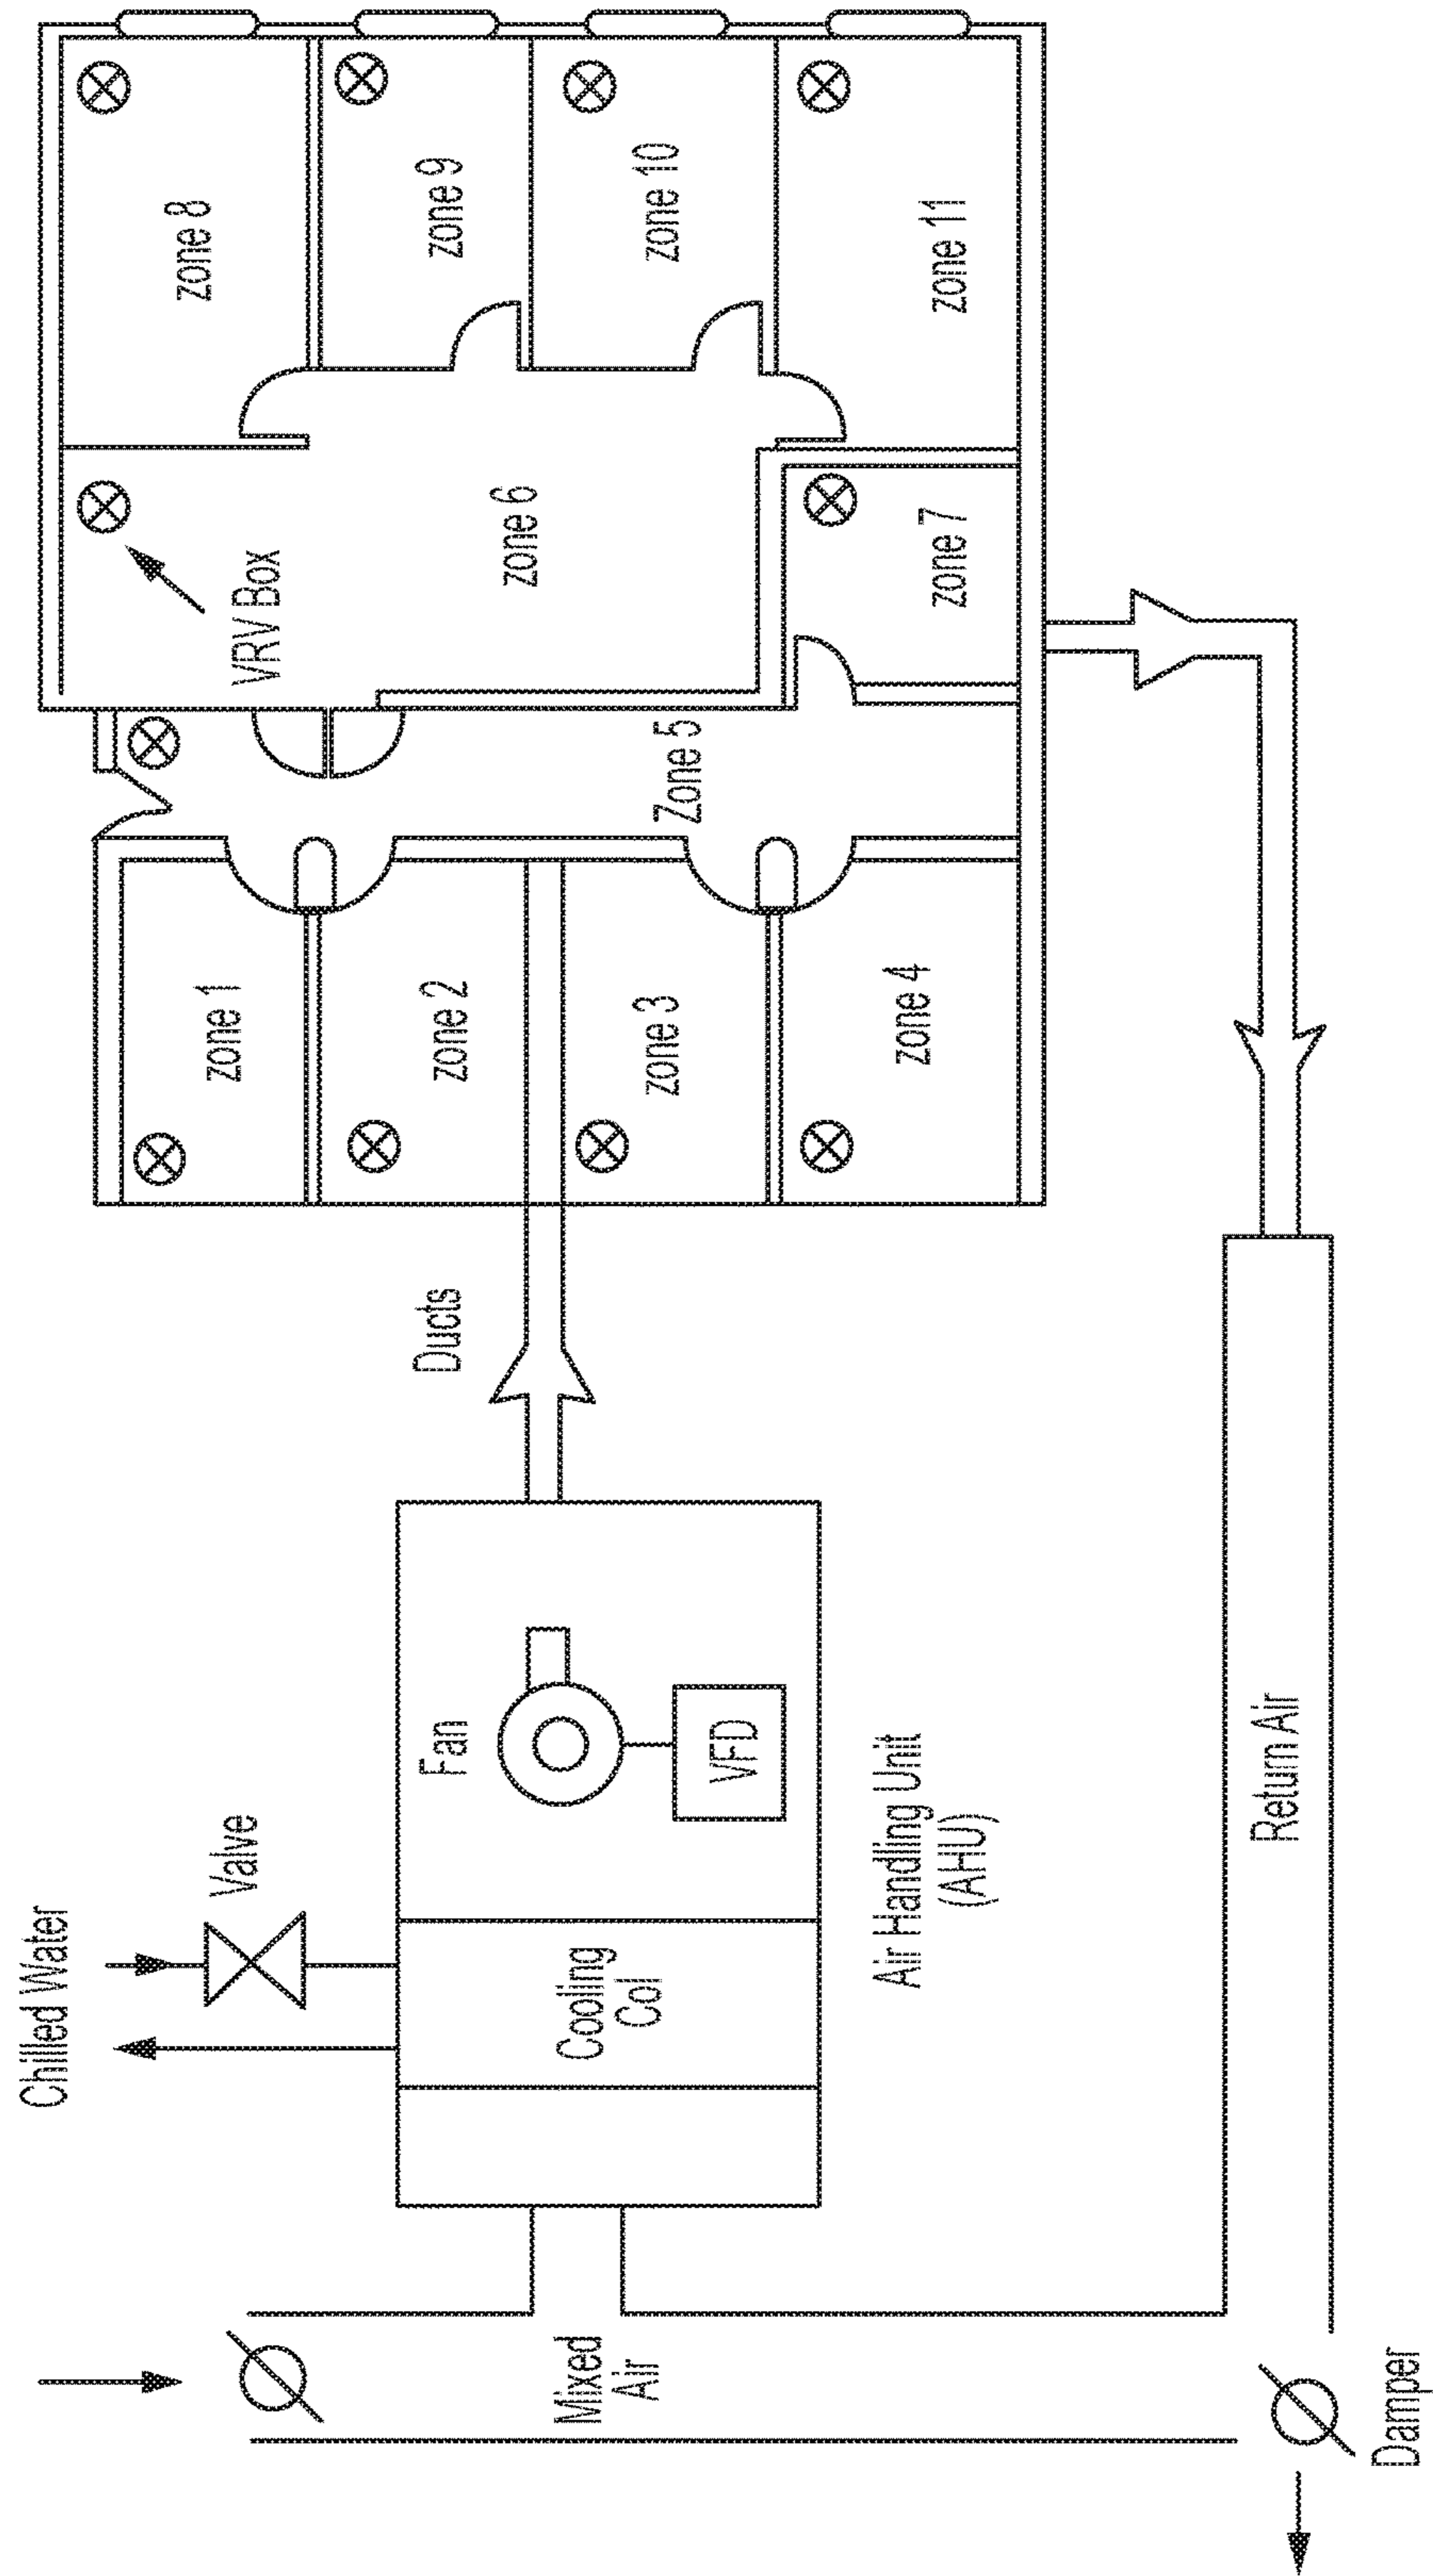 Chilled Water
Valve
Fan
VFD
Cooling
Col
Air Handling Unit
(AHU)
Mixed
Air
Return Air
Damper
Ducts
zone 1
zone 2
zone 3
zone 4
Zone 5
VRV Box
zone 6
zone 7
zone 8
zone 9
zone 10
zone 11